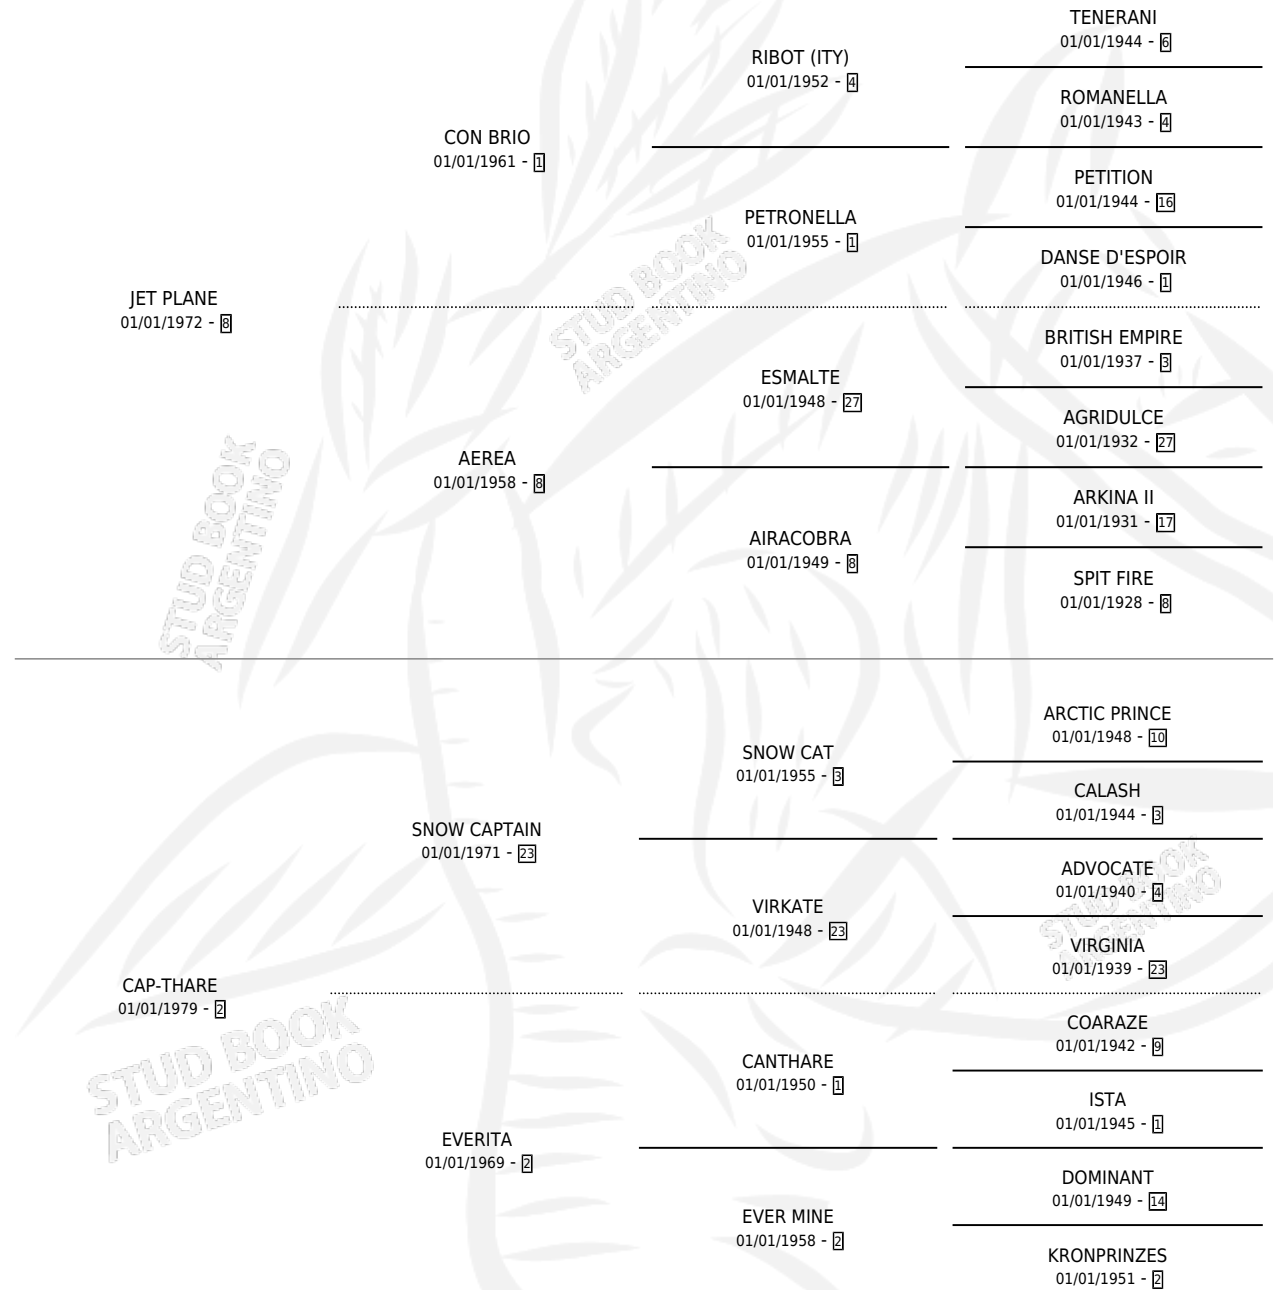 TENERANI
01/01/1944 - 6
RIBOT (ITY)
01/01/1952 - 4
ROMANELLA
01/01/1943 - 4
CON BRIO
01/01/1961 - 1
PETITION
01/01/1944 - 16
PETRONELLA
01/01/1955 - 1
DANSE D'ESPOIR
01/01/1946 - 1
JET PLANE
01/01/1972 - 8
STUD BOOK
ARGENTINO
BRITISH EMPIRE
01/01/1937 - 3
ESMALTE
01/01/1948 - 27
AGRIDULCE
01/01/1932 - 27
AEREA
01/01/1958 - 8
ARKINA II
01/01/1931 - 17
AIRACOBRA
01/01/1949 - 8
SPIT FIRE
01/01/1928 - 8
STUD BOOK
ARGENTINO
ARCTIC PRINCE
01/01/1948 - 10
SNOW CAT
01/01/1955 - 3
CALASH
01/01/1944 - 3
SNOW CAPTAIN
01/01/1971 - 23
ADVOCATE
01/01/1940 - 4
VIRKATE
01/01/1948 - 23
VIRGINIA
01/01/1939 - 23
STUD BOOK
ARGENTINO
CAP-THARE
01/01/1979 - 2
COARAZE
01/01/1942 - 9
CANTHARE
01/01/1950 - 1
ISTA
01/01/1945 - 1
STUD BOOK
ARGENTINO
EVERITA
01/01/1969 - 2
DOMINANT
01/01/1949 - 14
EVER MINE
01/01/1958 - 2
KRONPRINZES
01/01/1951 - 2